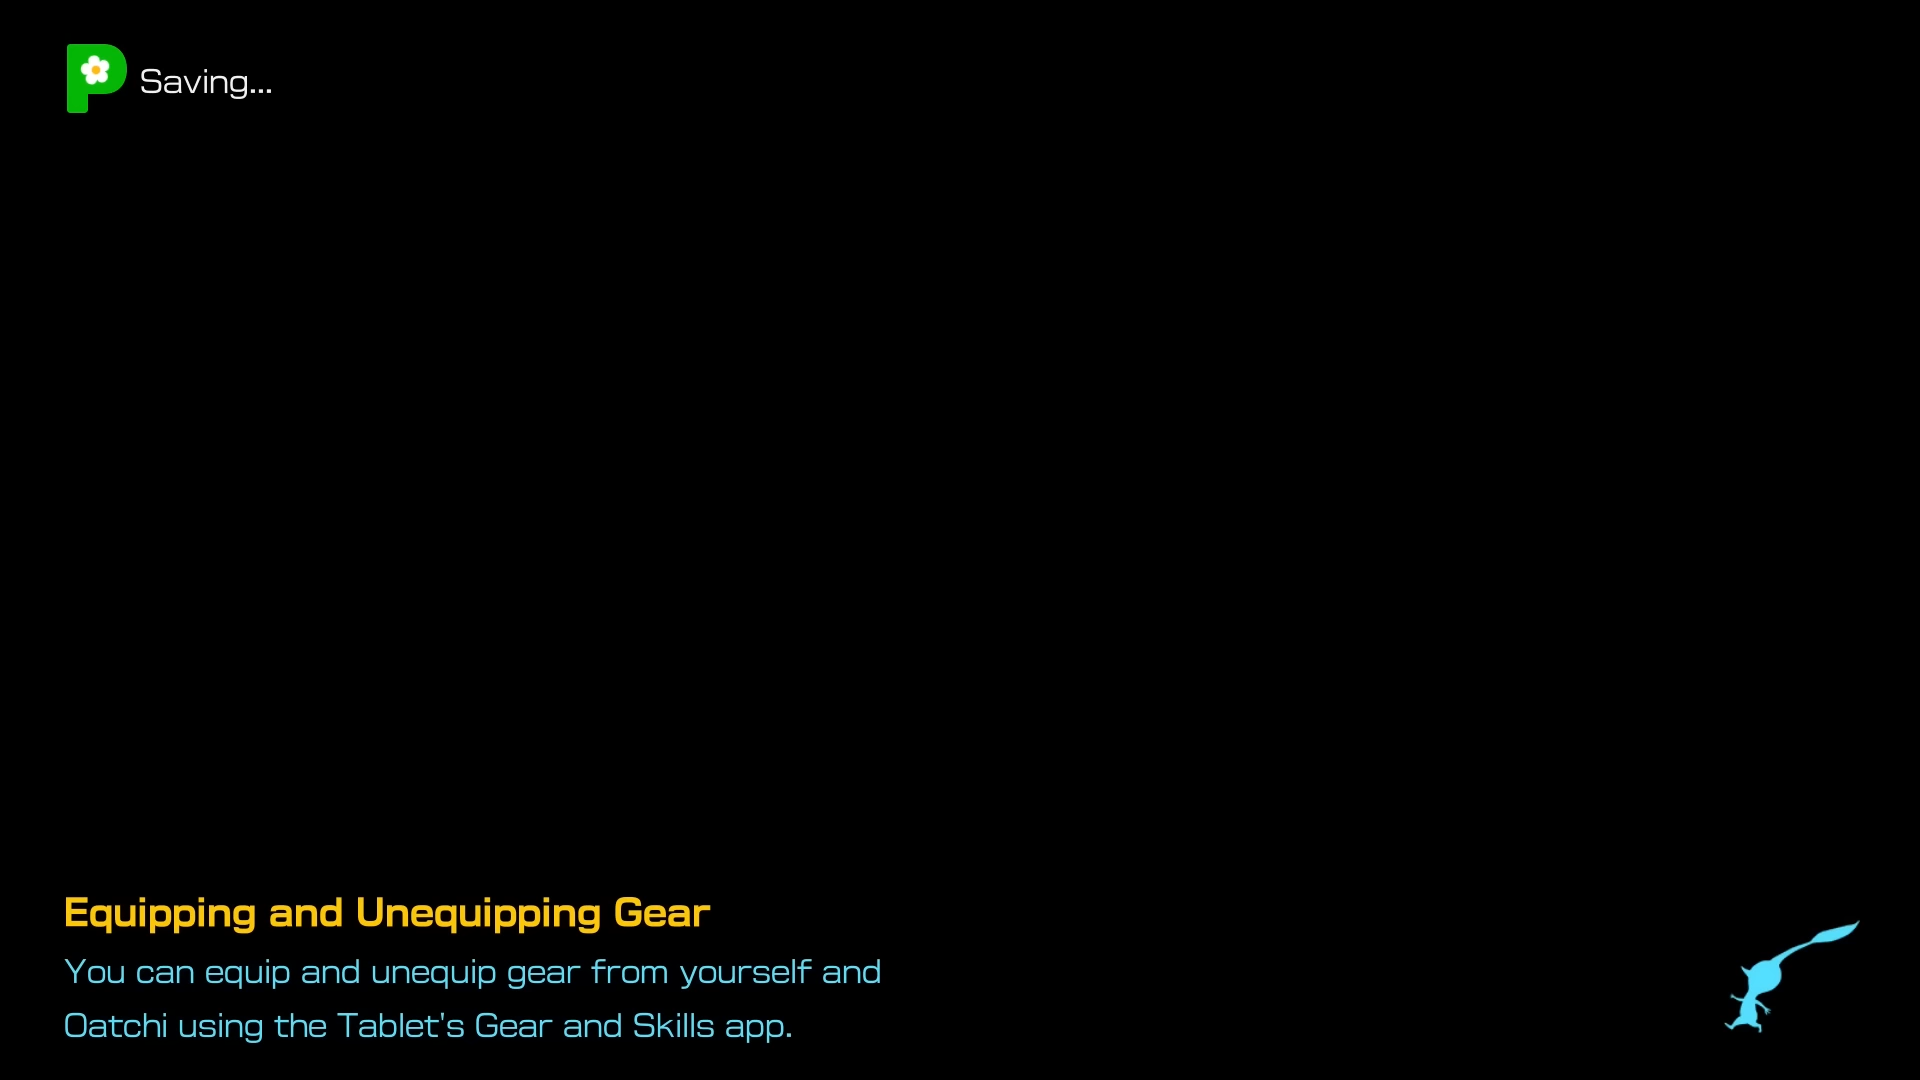 P Saving...
Equipping and Unequipping Gear
You can equip and unequip gear from yourself and
Oatchi using the Tablet's Gear and Skills app.